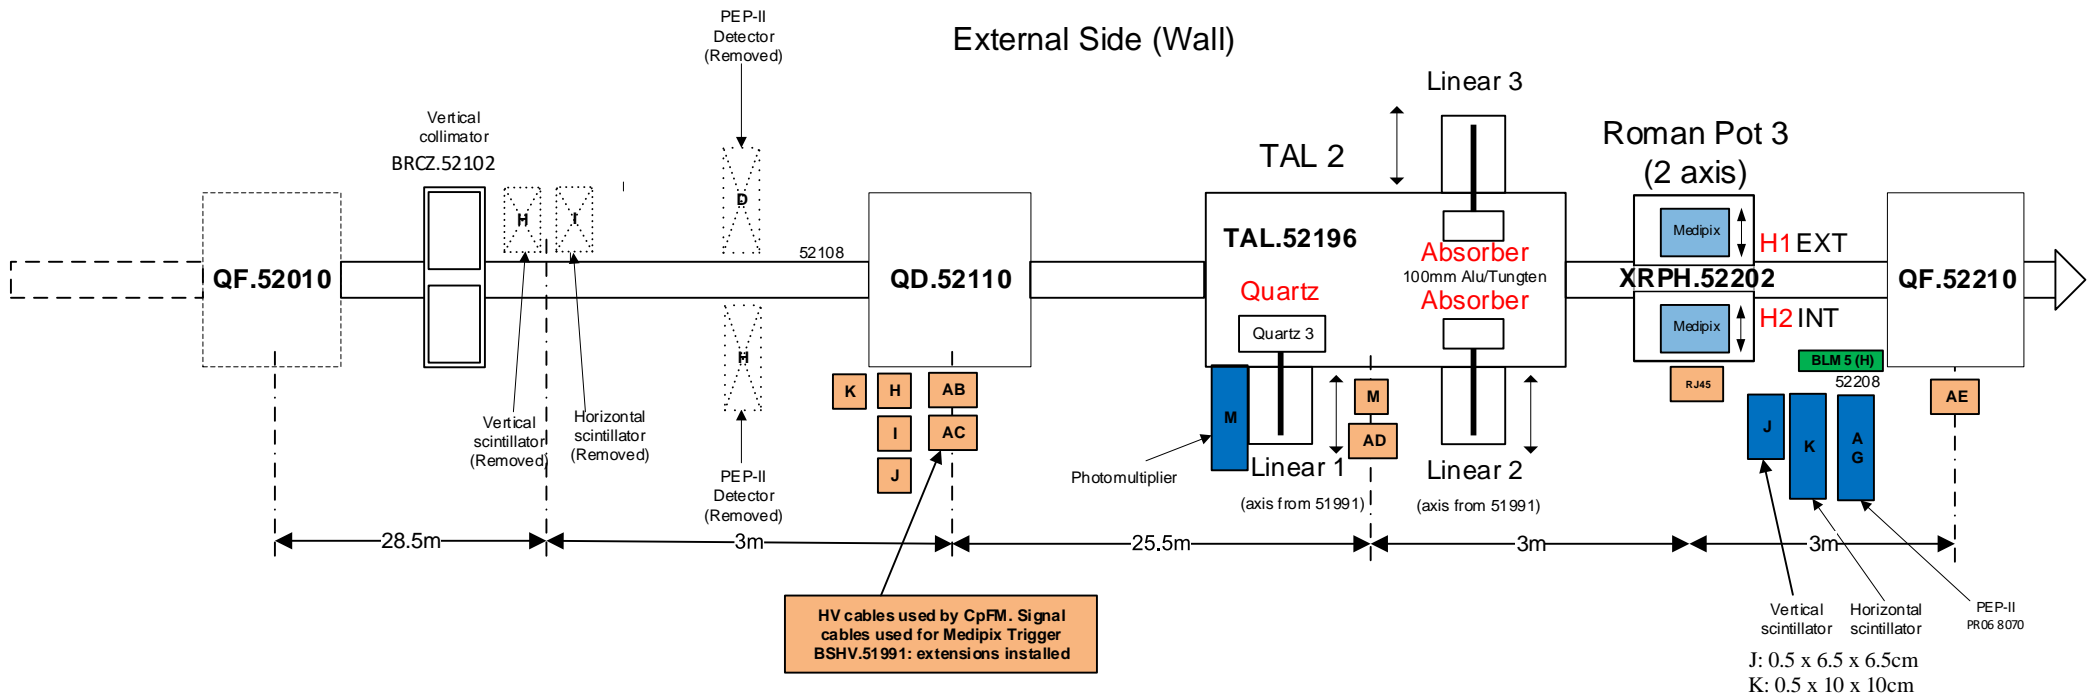 PEP-II
Detector
(Removed)
External Side (Wall)
Linear 3
Vertical
collimator
BRCZ.52102
TAL 2
Roman Pot 3
(2 axis)
H
I
D
52108
QF.52010
QD.52110
TAL.52196
Absorber
100mm Alu/Tungten
Absorber
Quartz
Quartz 3
Medipix
H1 EXT
XRPH.52202
Medipix
H2 INT
QF.52210
H
BLM 5 (H)
52208
K
H
AB
I
AC
J
M
M
AD
RJ45
J
K
A
G
AE
Vertical
scintillator
(Removed)
Horizontal
scintillator
(Removed)
PEP-II
Detector
(Removed)
Photomultiplier
Linear 1
(axis from 51991)
Linear 2
(axis from 51991)
28.5m
3m
25.5m
3m
3m
HV cables used by CpFM. Signal
cables used for Medipix Trigger
BSHV.51991: extensions installed
Vertical
scintillator
Horizontal
scintillator
PEP-II
PR06 8070
J: 0.5 x 6.5 x 6.5cm
K: 0.5 x 10 x 10cm